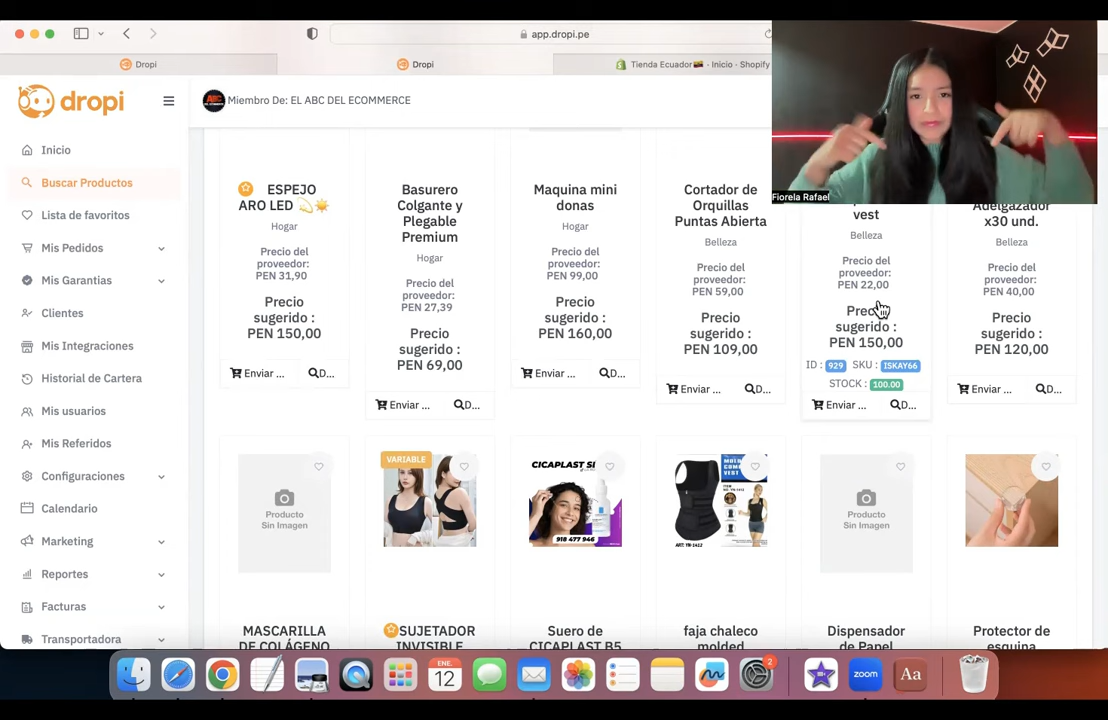 app.dropi.pe
Dropi
Dropi
Tienda Ecuador🇪🇨 · Inicio · Shopify
dropi
Miembro De: EL ABC DEL ECOMMERCE
Fiorela Rafael
Inicio
Buscar Productos
Lista de favoritos
Mis Pedidos
Mis Garantias
Clientes
Mis Integraciones
Historial de Cartera
Mis usuarios
Mis Referidos
Configuraciones
Calendario
Marketing
Reportes
Facturas
Transportadora
ESPEJO
ARO LED 💫☀️
Hogar
Precio del
proveedor:
PEN 31,90
Precio
sugerido :
PEN 150,00
Enviar ...
D...
Basurero
Colgante y
Plegable
Premium
Hogar
Precio del
proveedor:
PEN 27,39
Precio
sugerido :
PEN 69,00
Enviar ...
D...
Maquina mini
donas
Hogar
Precio del
proveedor:
PEN 99,00
Precio
sugerido :
PEN 160,00
Enviar ...
D...
Cortador de
Orquillas
Puntas Abierta
Belleza
Precio del
proveedor:
PEN 59,00
Precio
sugerido :
PEN 109,00
Enviar ...
D...
vest
Belleza
Precio del
proveedor:
PEN 22,00
sugerido :
PEN 150,00
ID : 929 SKU : ISKAY66
STOCK : 100.00
Enviar ...
D...
Adelgazador
x30 und.
Belleza
Precio del
proveedor:
PEN 40,00
Precio
sugerido :
PEN 120,00
Enviar ...
D...
Producto
Sin Imagen
MASCARILLA
DE COLÁGENO
VARIABLE
SUJETADOR
INVISIBLE
CICAPLAST
918 477 946
Suero de
CICAPLAST B5
ART: YN-1412
faja chaleco
molded
Producto
Sin Imagen
Dispensador
de Papel
Protector de
esquina
ENE.
12
2
zoom
Aa